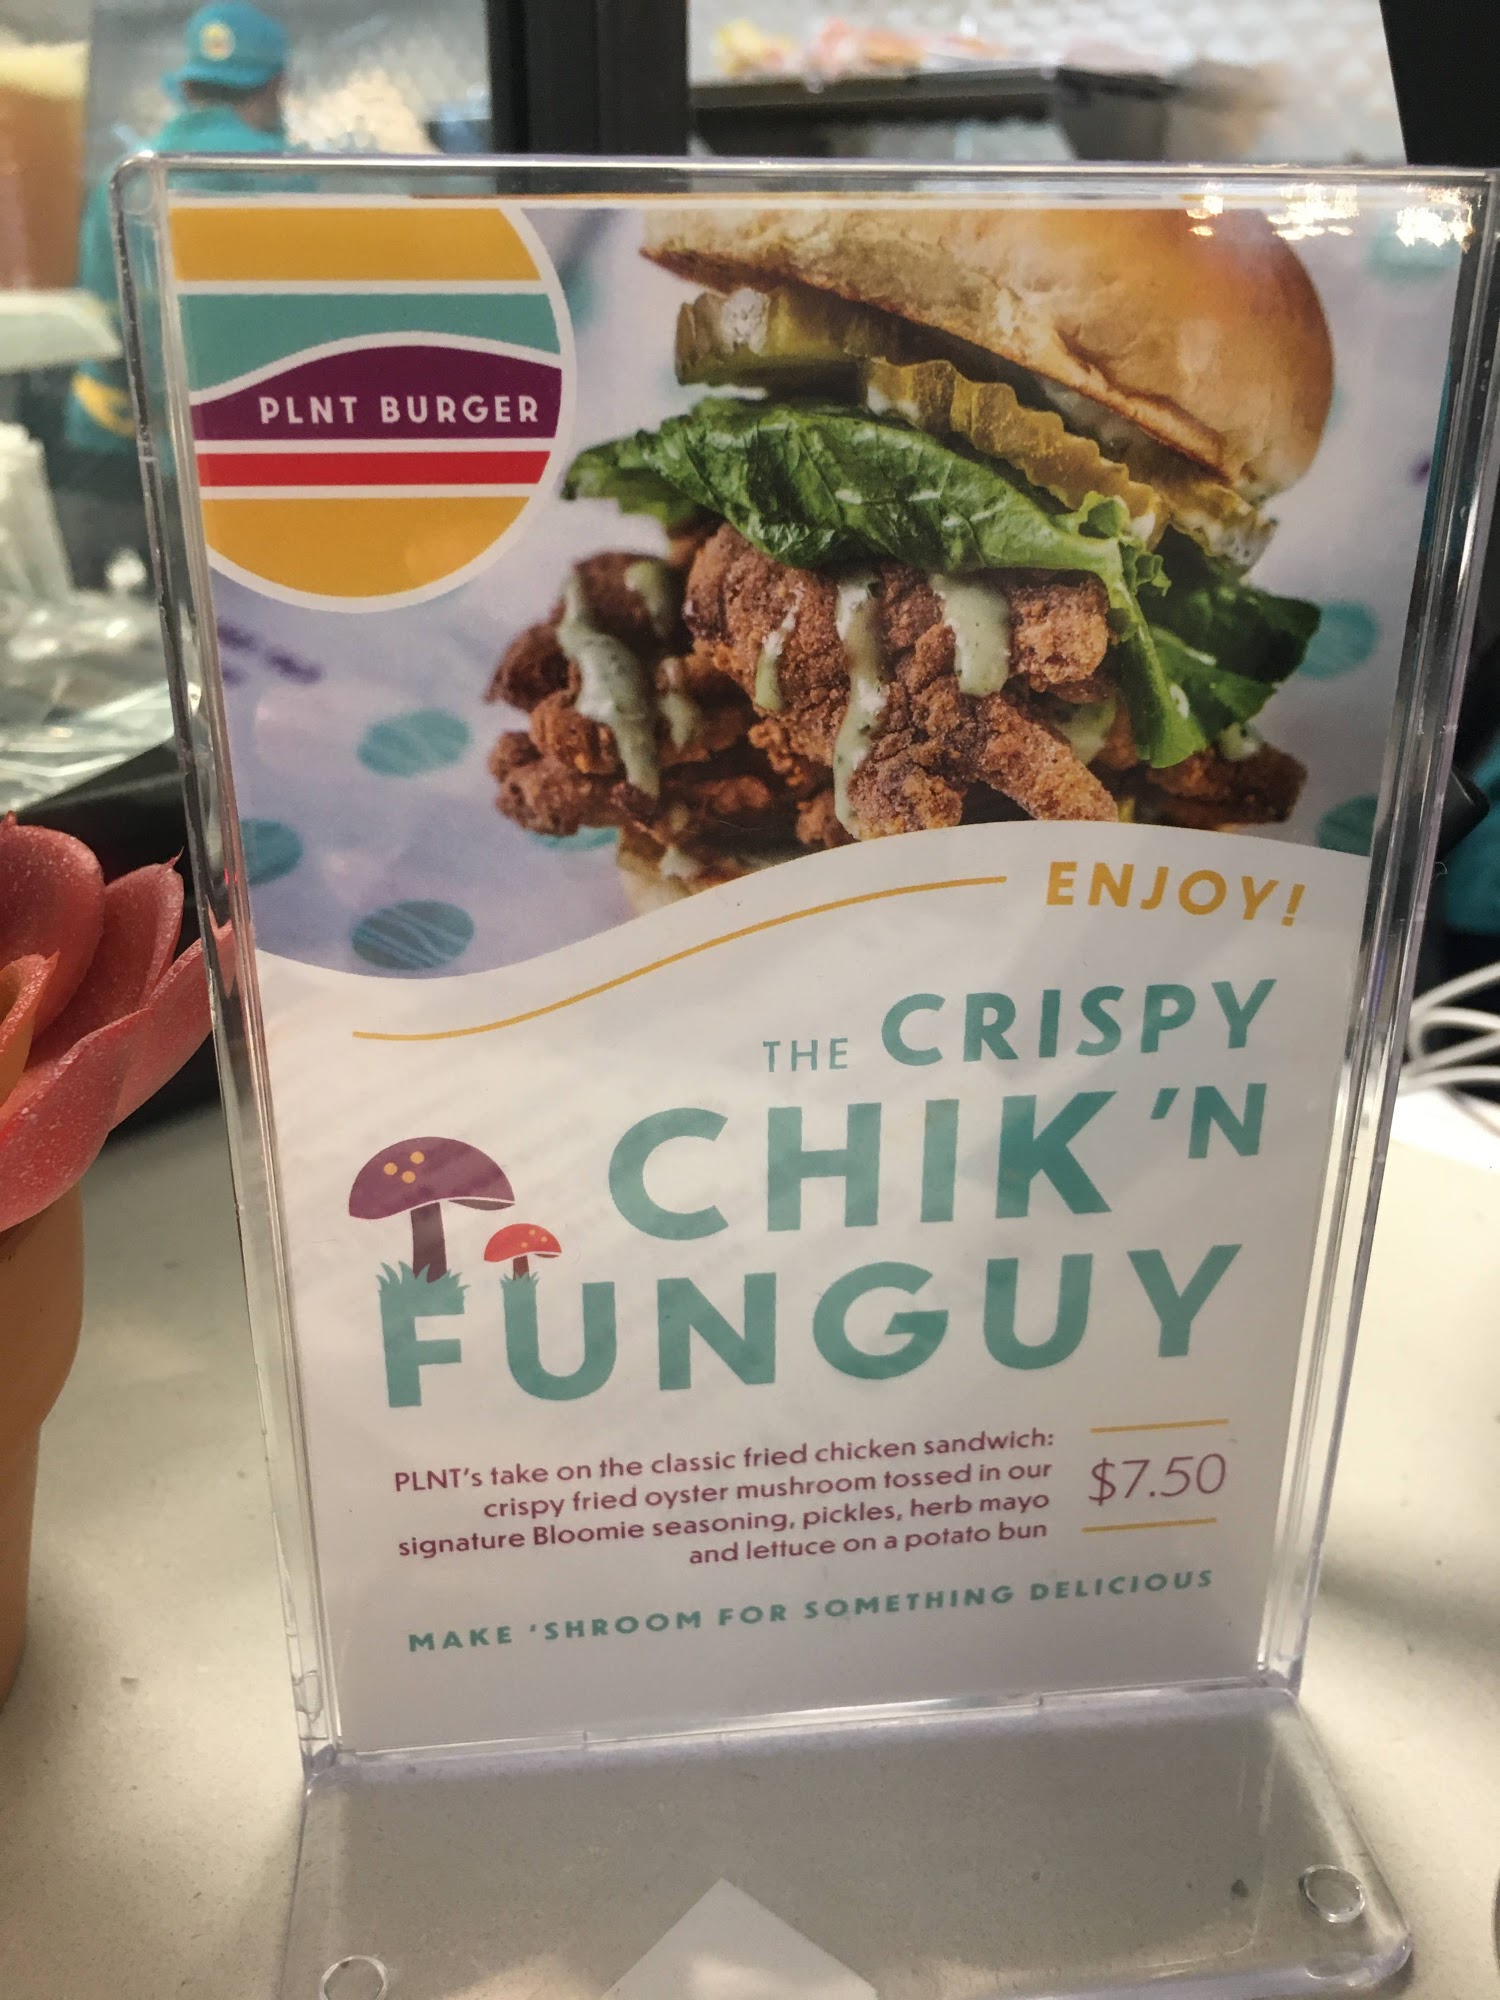 PLNT BURGER
ENJOY!
THE CRISPY
CHIK'N
FUNGUY
PLNT's take on the classic fried chicken sandwich:
crispy fried oyster mushroom tossed in our
signature Bloomie seasoning, pickles, herb mayo
and lettuce on a potato bun
$7.50
MAKE 'SHROOM FOR SOMETHING DELICIOUS